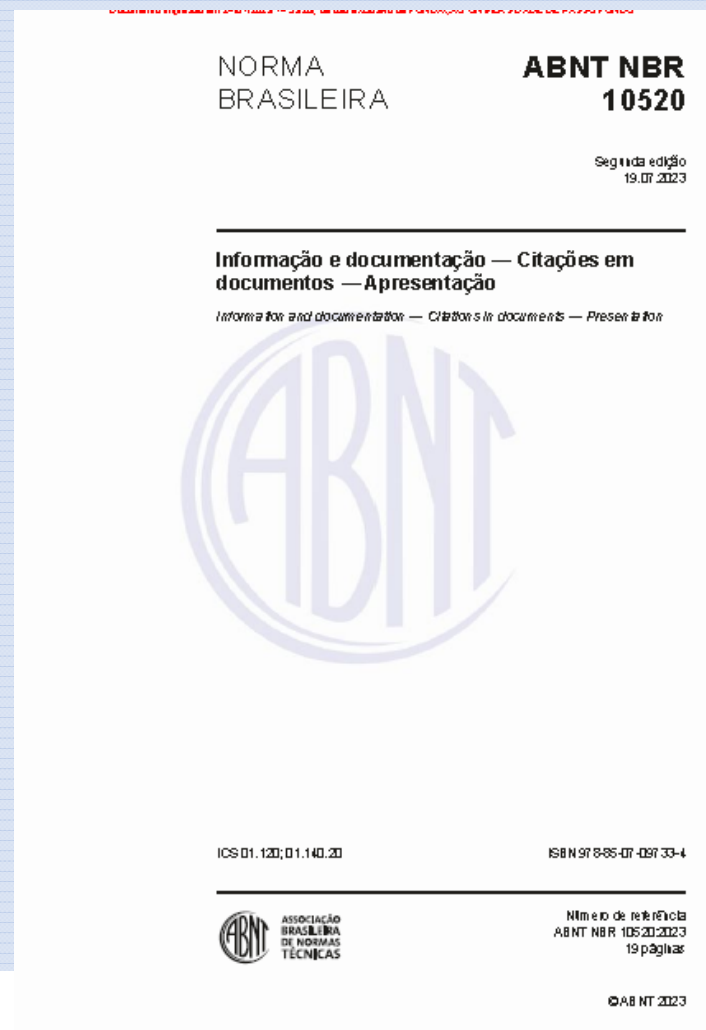 NORMA
BRASILEIRA
ABNT NBR
10520
Segunda edição
19.07.2023
Informação e documentação — Citações em
documentos — Apresentação
Information and documentation — Citations in documents — Presentation
ABNT
ICS 01.120; 01.140.20
ISBN 978-85-07-09733-4
ABNT
ASSOCIAÇÃO
BRASILEIRA
DE NORMAS
TÉCNICAS
Número de referência
ABNT NBR 10520:2023
19 páginas
© ABNT 2023